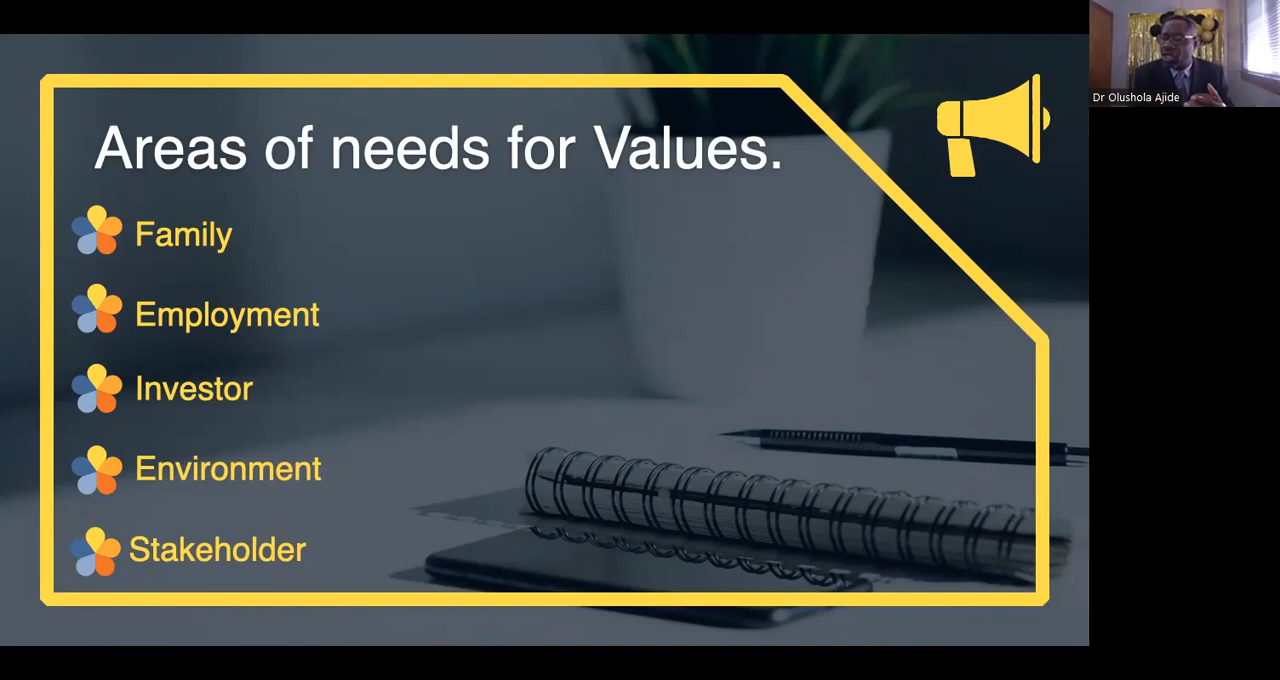 Areas of needs for Values.
Family
Employment
Investor
Environment
Stakeholder
Dr Olushola Ajide